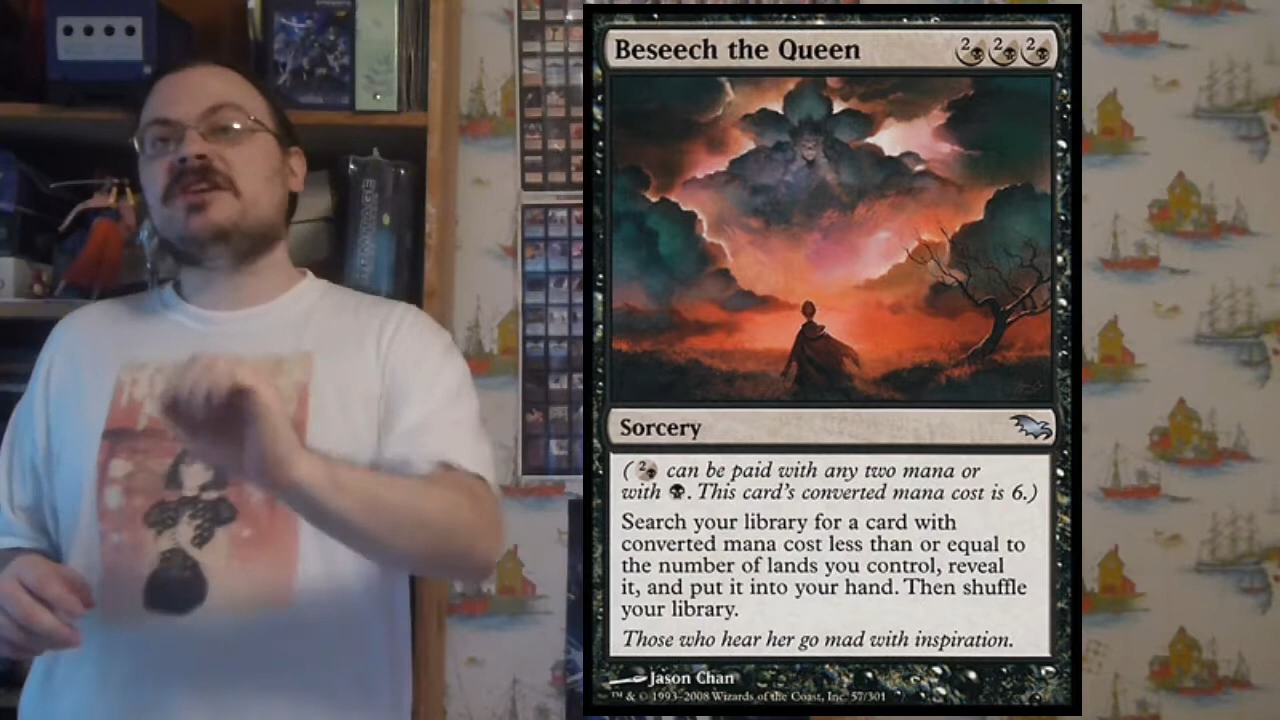 Beseech the Queen 2 2 2
Sorcery
(2 can be paid with any two mana or
with . This card's converted mana cost is 6.)
Search your library for a card with
converted mana cost less than or equal to
the number of lands you control, reveal
it, and put it into your hand. Then shuffle
your library.
Those who hear her go mad with inspiration.
Jason Chan
™ & © 1993–2008 Wizards of the Coast, Inc. 57/301